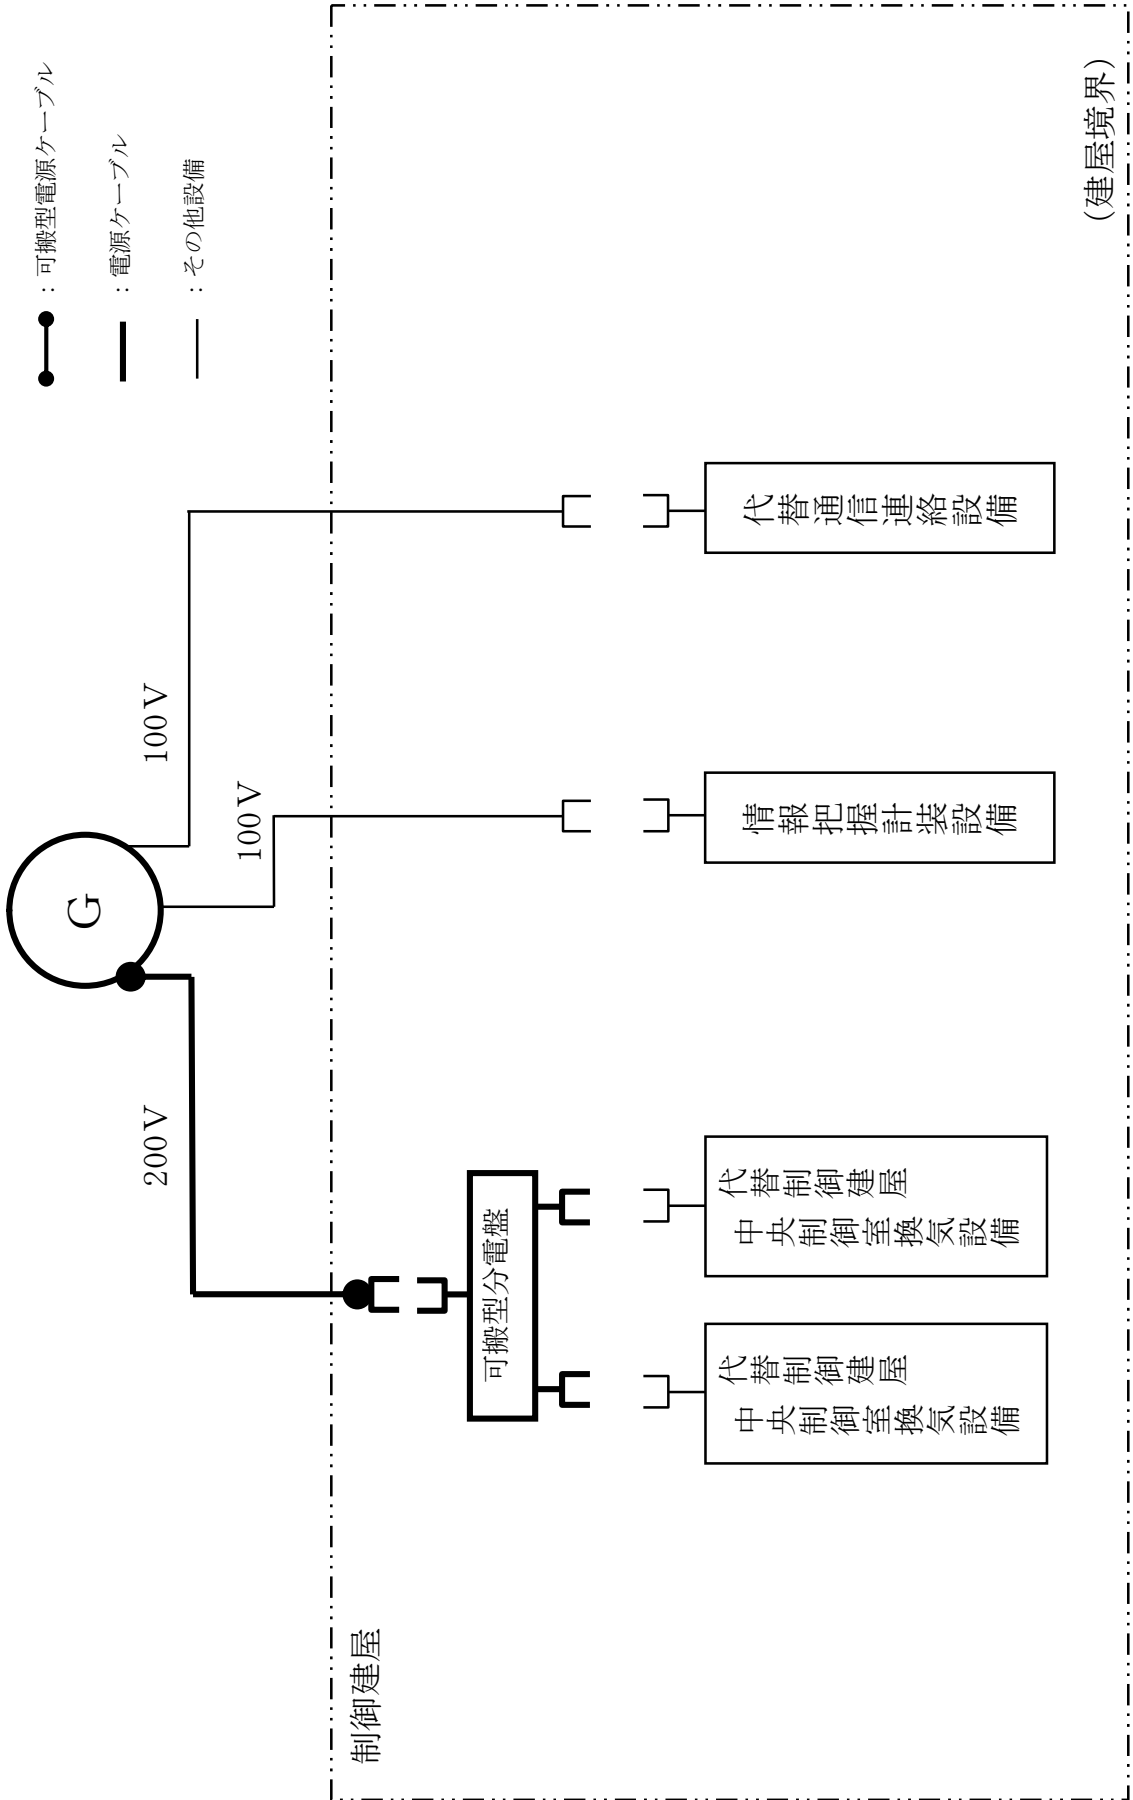 ：可搬型電源ケーブル
：電源ケーブル
：その他設備
G
200V
100V
100V
制御建屋
可搬型分電盤
代替制御建屋
中央制御室換気設備
代替制御建屋
中央制御室換気設備
情報把握計装設備
代替通信連絡設備
(建屋境界)